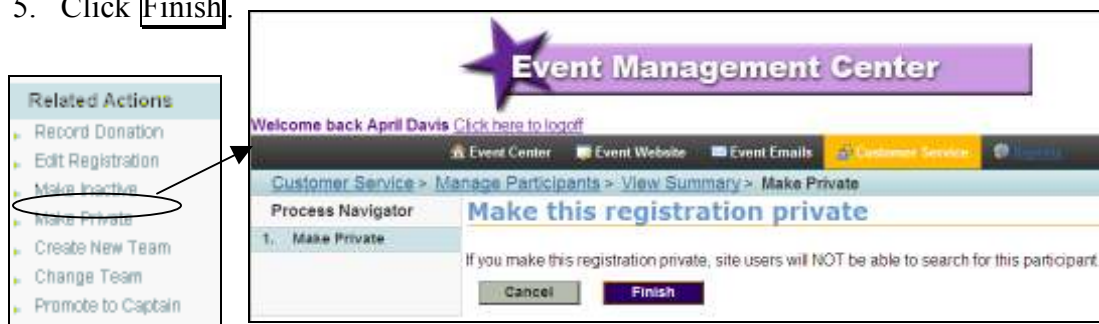 5. Click Finish.
Related Actions
Record Donation
Edit Registration
Make Inactive
Make Private
Create New Team
Change Team
Promote to Captain
Event Management Center
Welcome back April Davis Click here to logoff
Event Center Event Website Event Emails Customer Service
Customer Service > Manage Participants > View Summary > Make Private
Process Navigator
1. Make Private
Make this registration private
If you make this registration private, site users will NOT be able to search for this participant.
Cancel Finish